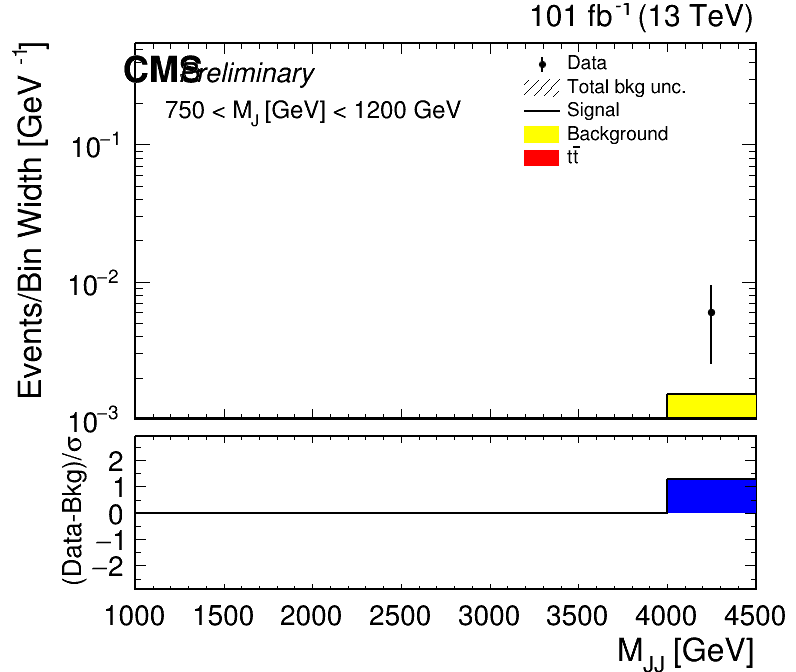 101 fb-1 (13 TeV)
CMS Preliminary
750 < MJ [GeV] < 1200 GeV
Data
Total bkg unc.
Signal
Background
tt̅
Events/Bin Width [GeV-1]
10−1
10−2
10−3
(Data-Bkg)/σ
2
1
0
−1
−2
1000 1500 2000 2500 3000 3500 4000 4500
MJJ [GeV]